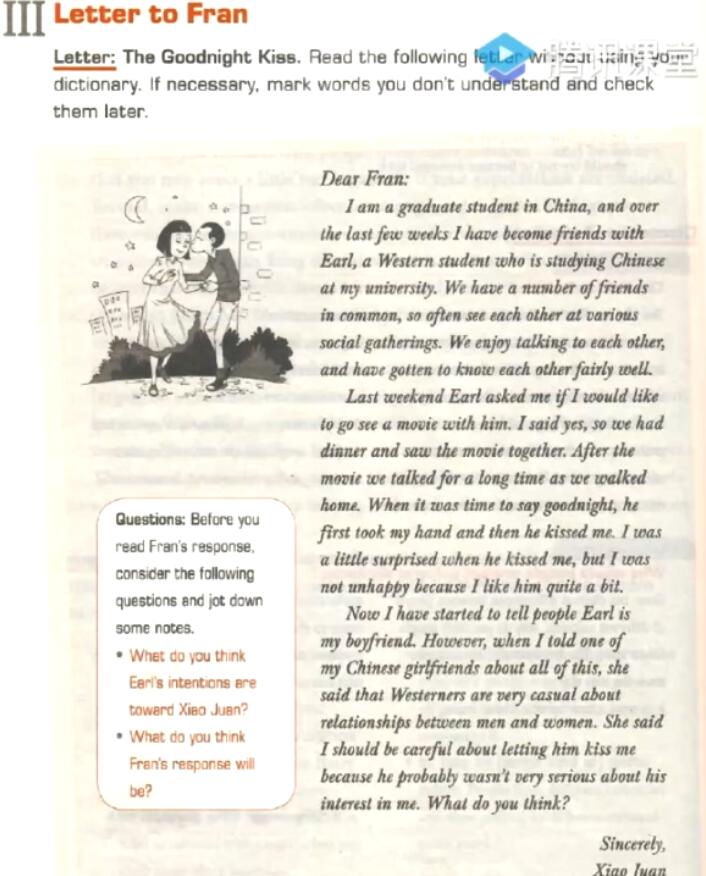 III Letter to Fran
腾讯课堂
Letter: The Goodnight Kiss. Read the following letter without using your
dictionary. If necessary, mark words you don't understand and check
them later.
Dear Fran:
I am a graduate student in China, and over
the last few weeks I have become friends with
Earl, a Western student who is studying Chinese
at my university. We have a number of friends
in common, so often see each other at various
social gatherings. We enjoy talking to each other,
and have gotten to know each other fairly well.
Last weekend Earl asked me if I would like
to go see a movie with him. I said yes, so we had
dinner and saw the movie together. After the
movie we talked for a long time as we walked
home. When it was time to say goodnight, he
first took my hand and then he kissed me. I was
a little surprised when he kissed me, but I was
not unhappy because I like him quite a bit.
Now I have started to tell people Earl is
my boyfriend. However, when I told one of
my Chinese girlfriends about all of this, she
said that Westerners are very casual about
relationships between men and women. She said
I should be careful about letting him kiss me
because he probably wasn't very serious about his
interest in me. What do you think?
Sincerely,
Xiao Juan
Questions: Before you
read Fran's response,
consider the following
questions and jot down
some notes.
• What do you think
Earl's intentions are
toward Xiao Juan?
• What do you think
Fran's response will
be?